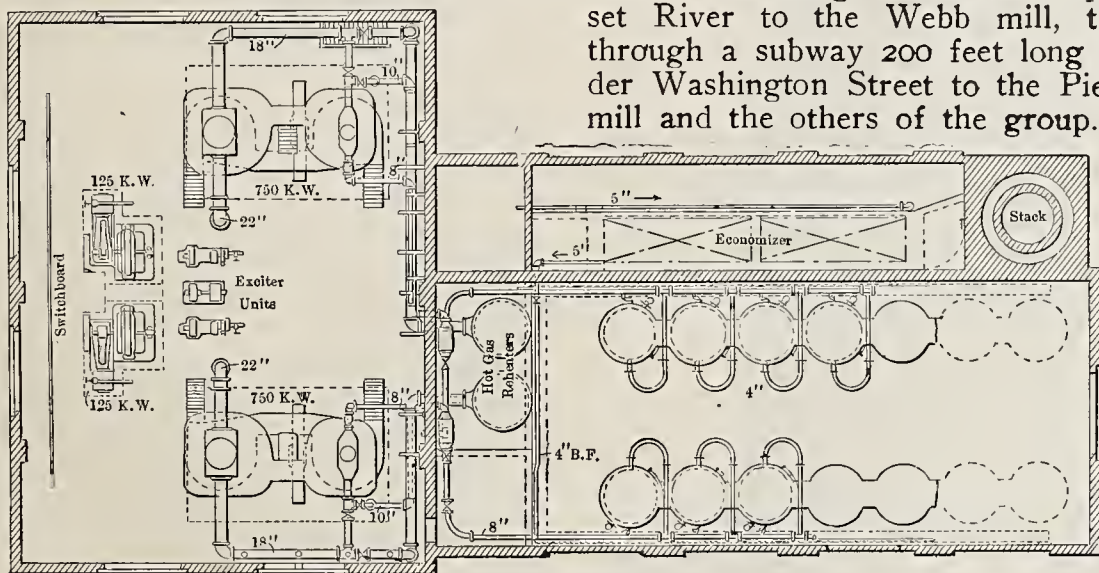 set River to the Webb mill, t
through a subway 200 feet long
der Washington Street to the Pie
mill and the others of the group.
18"
10"
8"
750 K.W.
125 K.W.
22"
Switchboard
Exciter
Units
125 K.W.
22"
750 K.W.
8"
10"
18"
5"
Economizer
5"
Stack
Hot Gas
Reheaters
4"
4" B.F.
8"